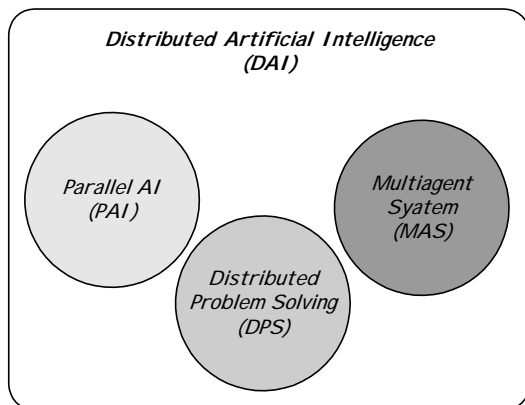 Distributed Artificial Intelligence
(DAI)
Parallel AI
(PAI)
Multiagent
Syatem
(MAS)
Distributed
Problem Solving
(DPS)